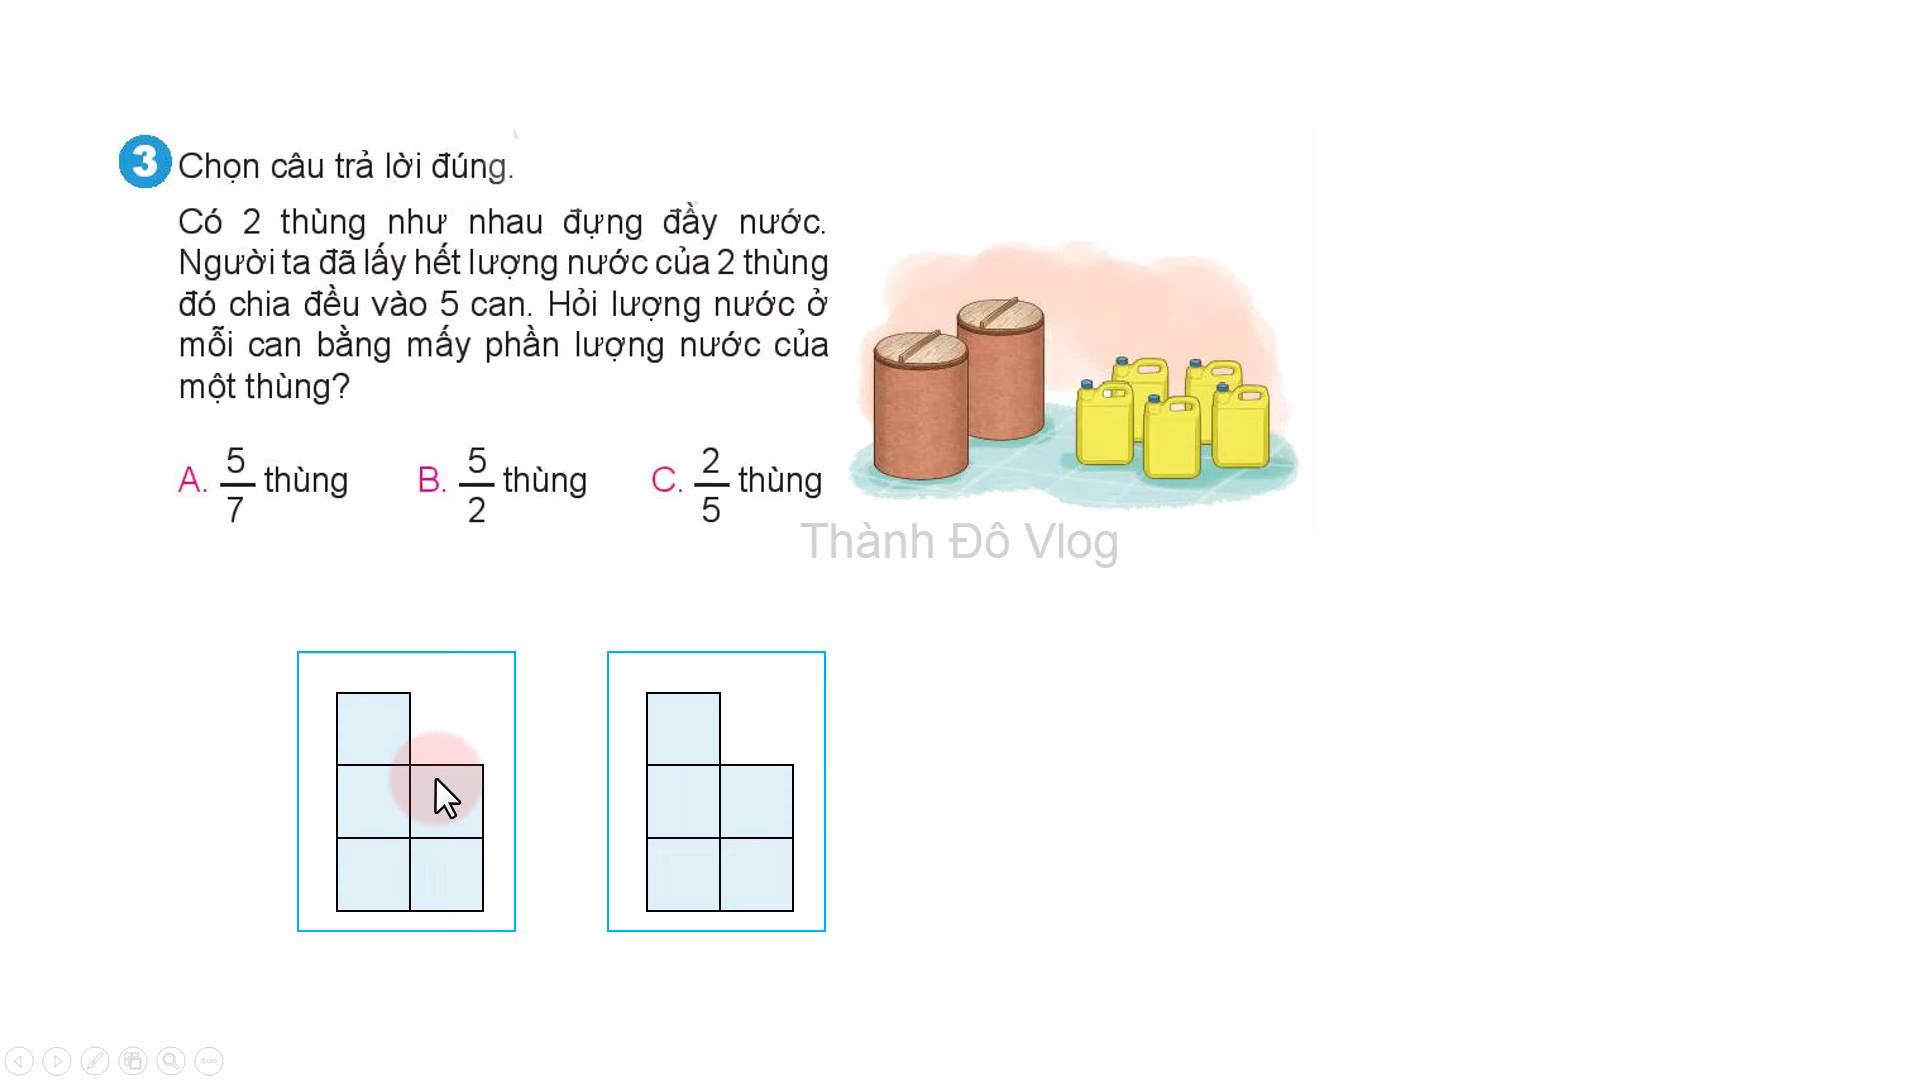 3 Chọn câu trả lời đúng.
Có 2 thùng như nhau đựng đầy nước.
Người ta đã lấy hết lượng nước của 2 thùng
đó chia đều vào 5 can. Hỏi lượng nước ở
mỗi can bằng mấy phần lượng nước của
một thùng?
A. 5/7 thùng B. 5/2 thùng C. 2/5 thùng
Thành Đô Vlog